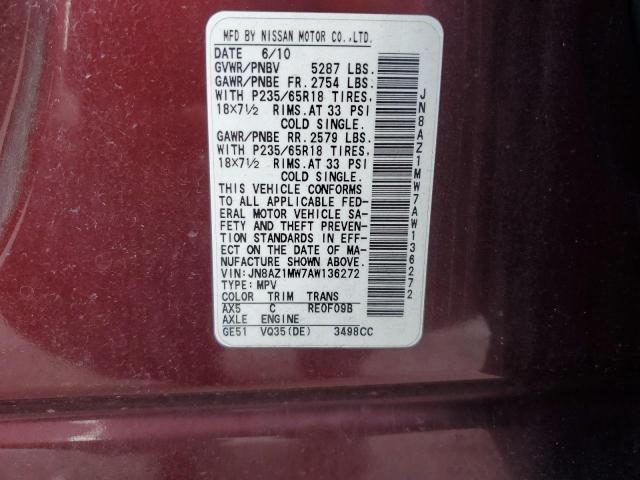 MFD BY NISSAN MOTOR CO.,LTD.
DATE 6/10
GVWR/PNBV 5287 LBS.
GAWR/PNBE FR. 2754 LBS.
WITH P235/65R18 TIRES,
18×7½ RIMS.AT 33 PSI
COLD SINGLE.
GAWR/PNBE RR. 2579 LBS.
WITH P235/65R18 TIRES,
18×7½ RIMS.AT 33 PSI
COLD SINGLE.
THIS VEHICLE CONFORMS
TO ALL APPLICABLE FED-
ERAL MOTOR VEHICLE SA-
FETY AND THEFT PREVEN-
TION STANDARDS IN EFF-
ECT ON THE DATE OF MA-
NUFACTURE SHOWN ABOVE.
VIN:JN8AZ1MW7AW136272
TYPE:MPV
COLOR TRIM TRANS
AX5 C RE0F09B
AXLE ENGINE
GE51 VQ35(DE) 3498CC
JN8AZ1MW7AW136272